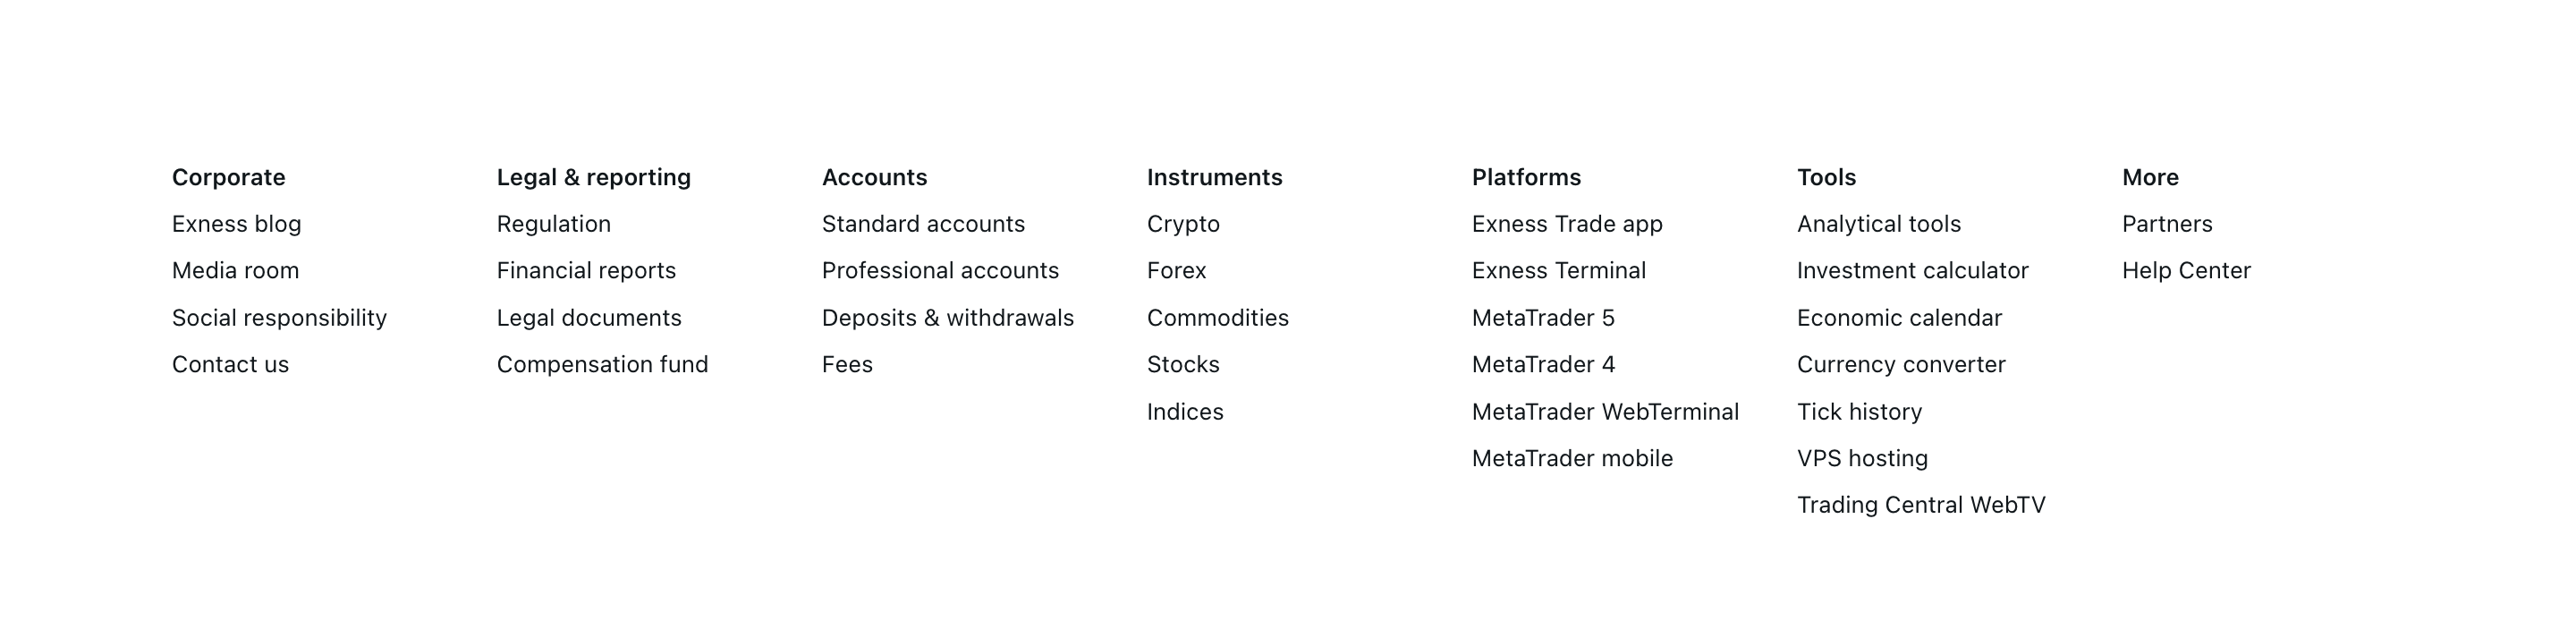 Corporate
Exness blog
Media room
Social responsibility
Contact us
Legal & reporting
Regulation
Financial reports
Legal documents
Compensation fund
Accounts
Standard accounts
Professional accounts
Deposits & withdrawals
Fees
Instruments
Crypto
Forex
Commodities
Stocks
Indices
Platforms
Exness Trade app
Exness Terminal
MetaTrader 5
MetaTrader 4
MetaTrader WebTerminal
MetaTrader mobile
Tools
Analytical tools
Investment calculator
Economic calendar
Currency converter
Tick history
VPS hosting
Trading Central WebTV
More
Partners
Help Center